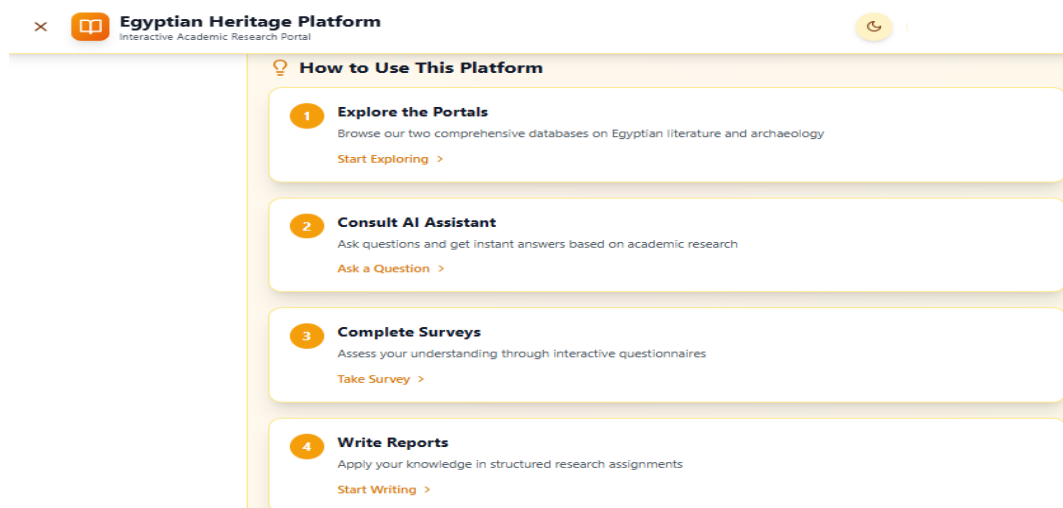 Egyptian Heritage Platform
Interactive Academic Research Portal
How to Use This Platform
1
Explore the Portals
Browse our two comprehensive databases on Egyptian literature and archaeology
Start Exploring >
2
Consult AI Assistant
Ask questions and get instant answers based on academic research
Ask a Question >
3
Complete Surveys
Assess your understanding through interactive questionnaires
Take Survey >
4
Write Reports
Apply your knowledge in structured research assignments
Start Writing >